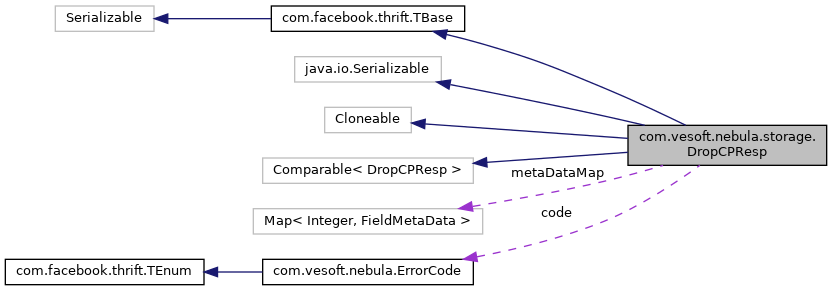 Serializable
com.facebook.thrift.TBase
java.io.Serializable
Cloneable
com.vesoft.nebula.storage.
DropCPResp
Comparable< DropCPResp >
metaDataMap
Map< Integer, FieldMetaData >
code
com.facebook.thrift.TEnum
com.vesoft.nebula.ErrorCode